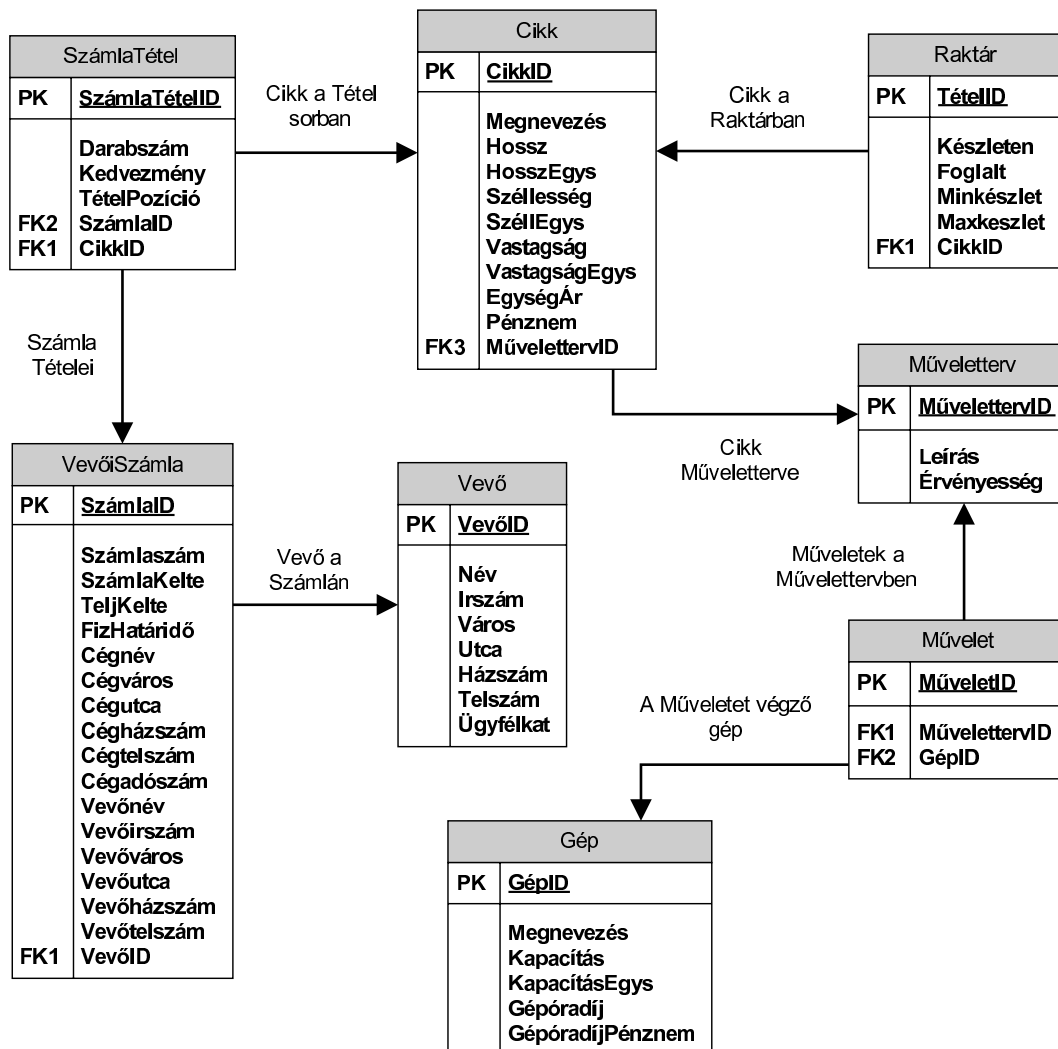 SzámlaTétel
PK SzámlaTételID
Darabszám
Kedvezmény
TételPozíció
FK2 SzámlaID
FK1 CikkID
Cikk a Tétel
sorban
Cikk
PK CikkID
Megnevezés
Hossz
HosszEgys
Széllesség
SzéllEgys
Vastagság
VastagságEgys
EgységÁr
Pénznem
FK3 MűvelettervID
Cikk a
Raktárban
Raktár
PK TételID
Készleten
Foglalt
Minkészlet
Maxkeszlet
FK1 CikkID
Számla
Tételei
Cikk
Műveletterve
Műveletterv
PK MűvelettervID
Leírás
Érvényesség
VevőiSzámla
PK SzámlaID
Számlaszám
SzámlaKelte
TeljKelte
FizHatáridő
Cégnév
Cégváros
Cégutca
Cégházszám
Cégtelszám
Cégadószám
Vevőnév
Vevőirszám
Vevőváros
Vevőutca
Vevőházszám
Vevőtelszám
FK1 VevőID
Vevő a
Számlán
Vevő
PK VevőID
Név
Irszám
Város
Utca
Házszám
Telszám
Ügyfélkat
Műveletek a
Művelettervben
Művelet
PK MűveletID
FK1 MűvelettervID
FK2 GépID
A Műveletet végző
gép
Gép
PK GépID
Megnevezés
Kapacítás
KapacításEgys
Gépóradíj
GépóradíjPénznem